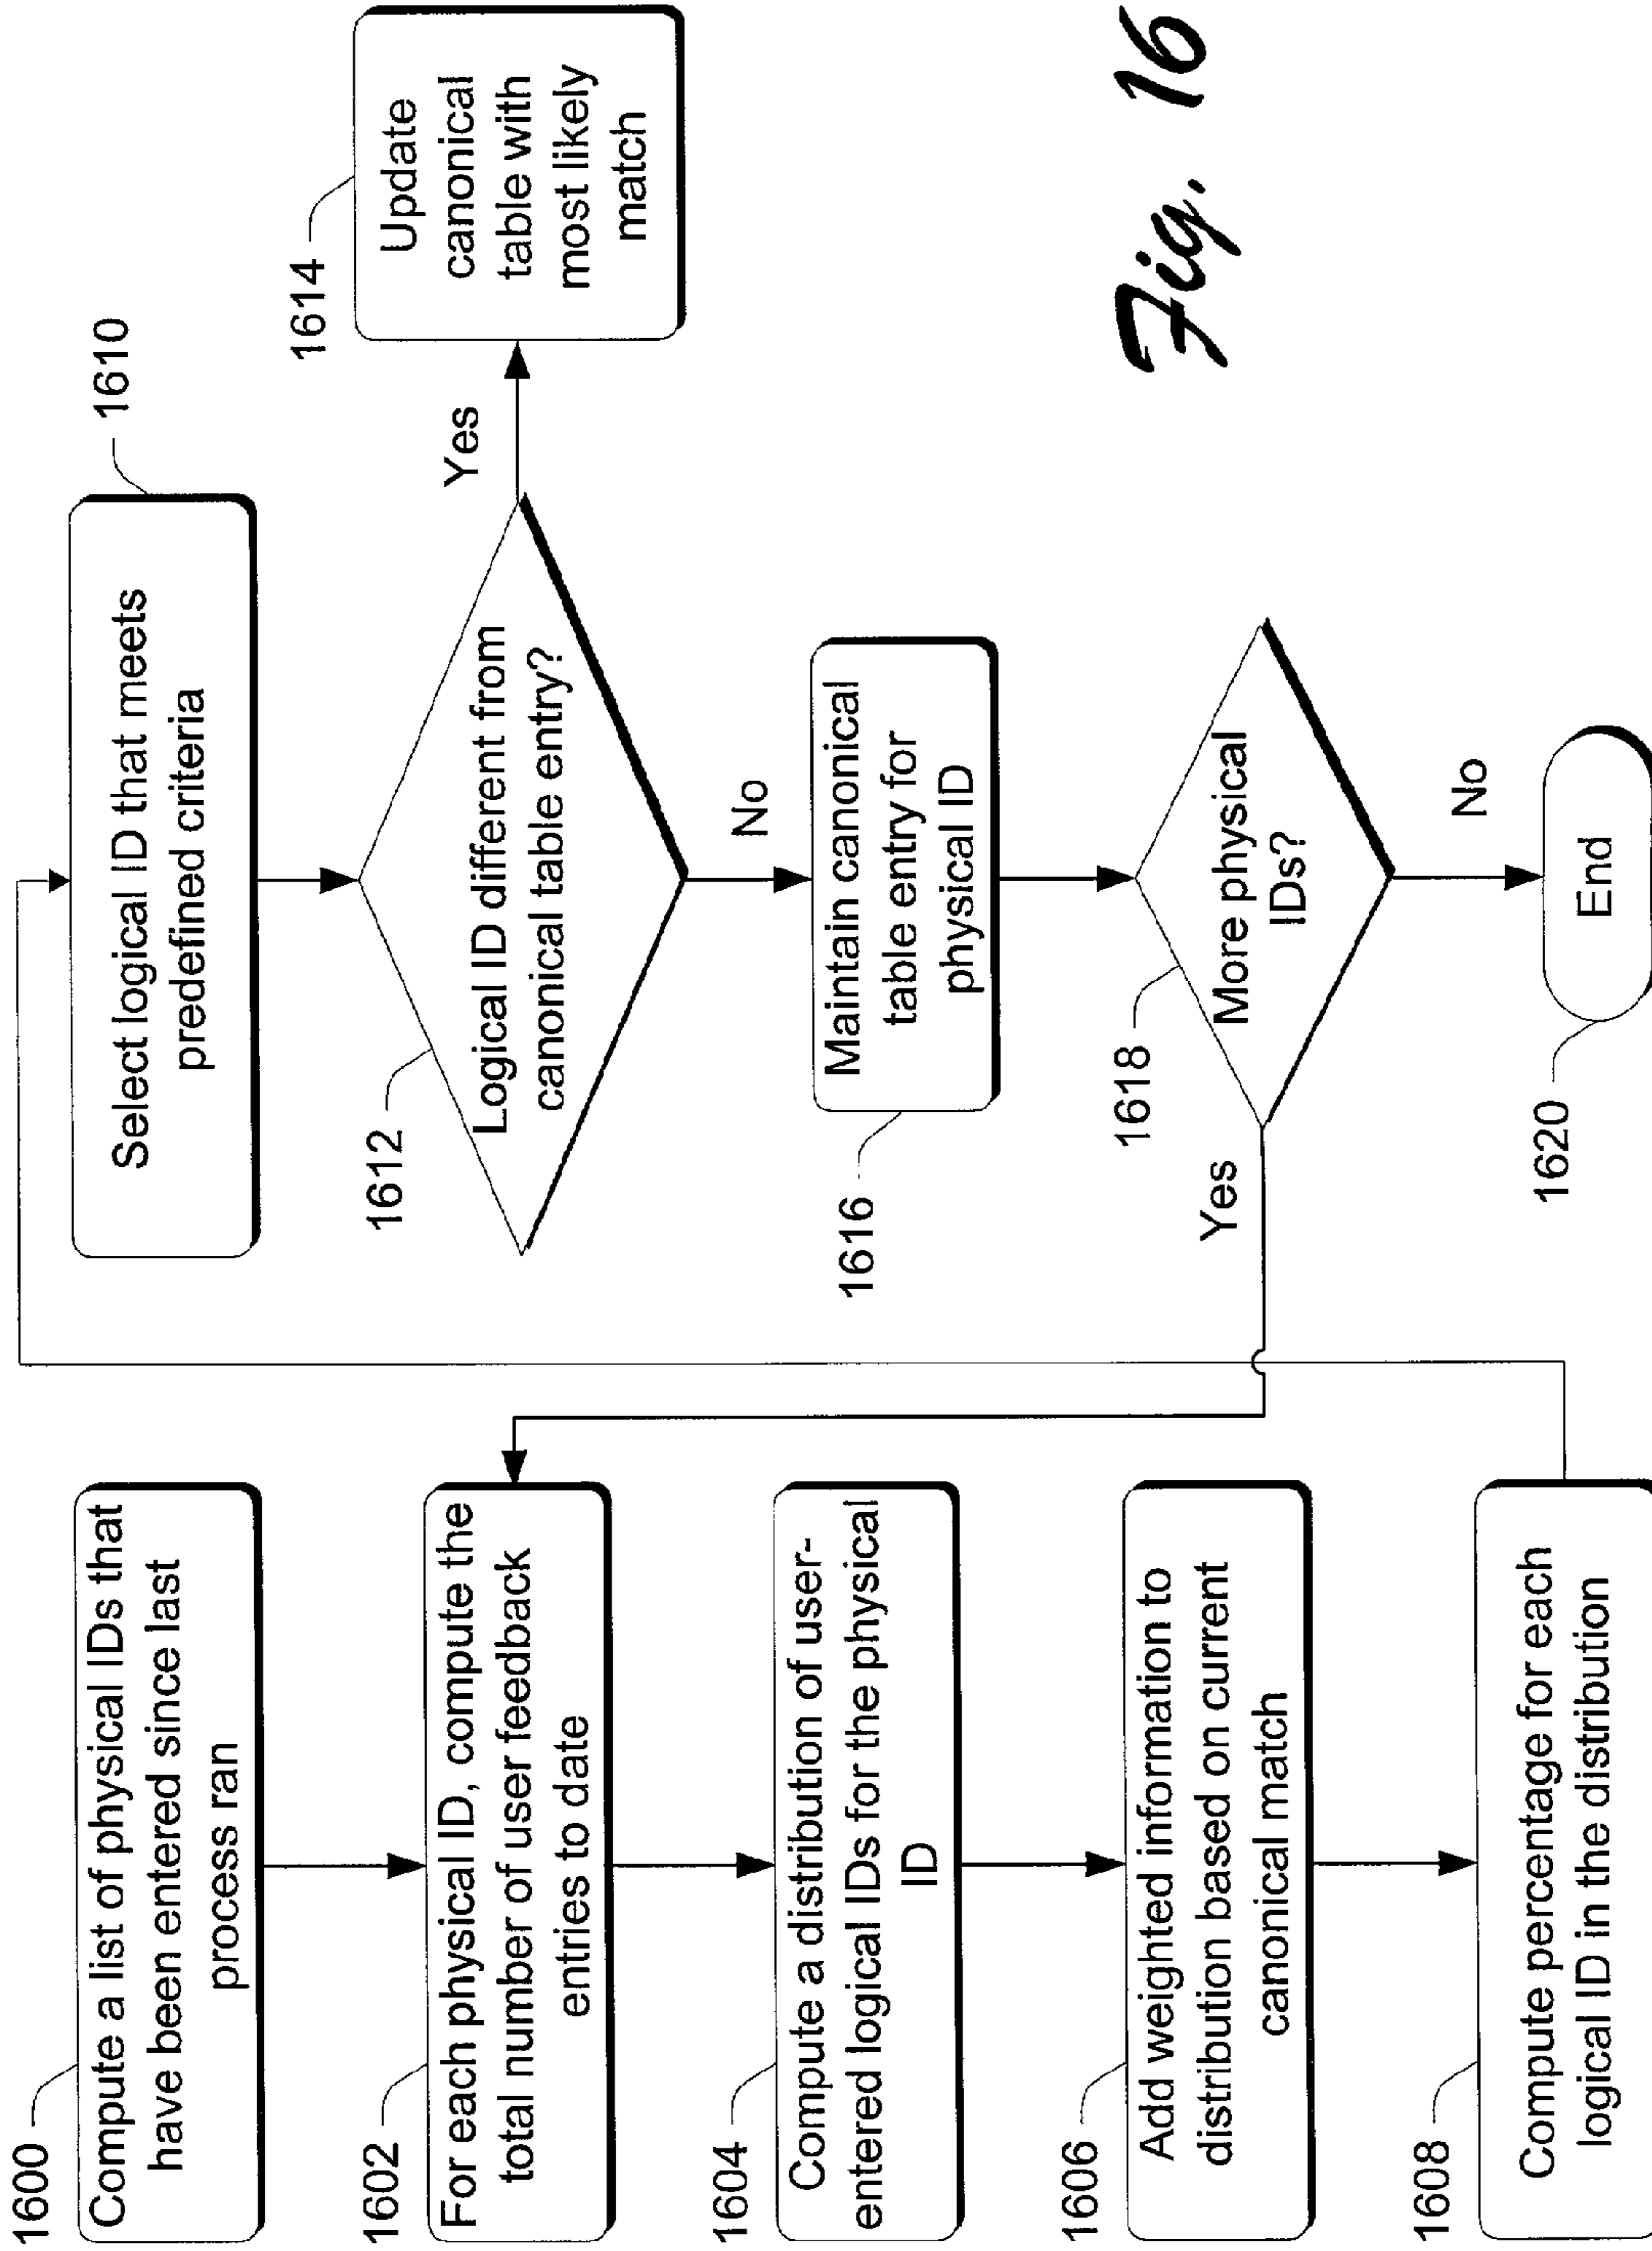 1600
Compute a list of physical IDs that
have been entered since last
process ran
1602
For each physical ID, compute the
total number of user feedback
entries to date
1604
Compute a distribution of user-
entered logical IDs for the physical
ID
1606
Add weighted information to
distribution based on current
canonical match
1608
Compute percentage for each
logical ID in the distribution
1610
Select logical ID that meets
predefined criteria
1612
Logical ID different from
canonical table entry?
Yes
1614
Update
canonical
table with
most likely
match
No
1616
Maintain canonical
table entry for
physical ID
1618
More physical
IDs?
Yes
No
1620
End
Fig. 16